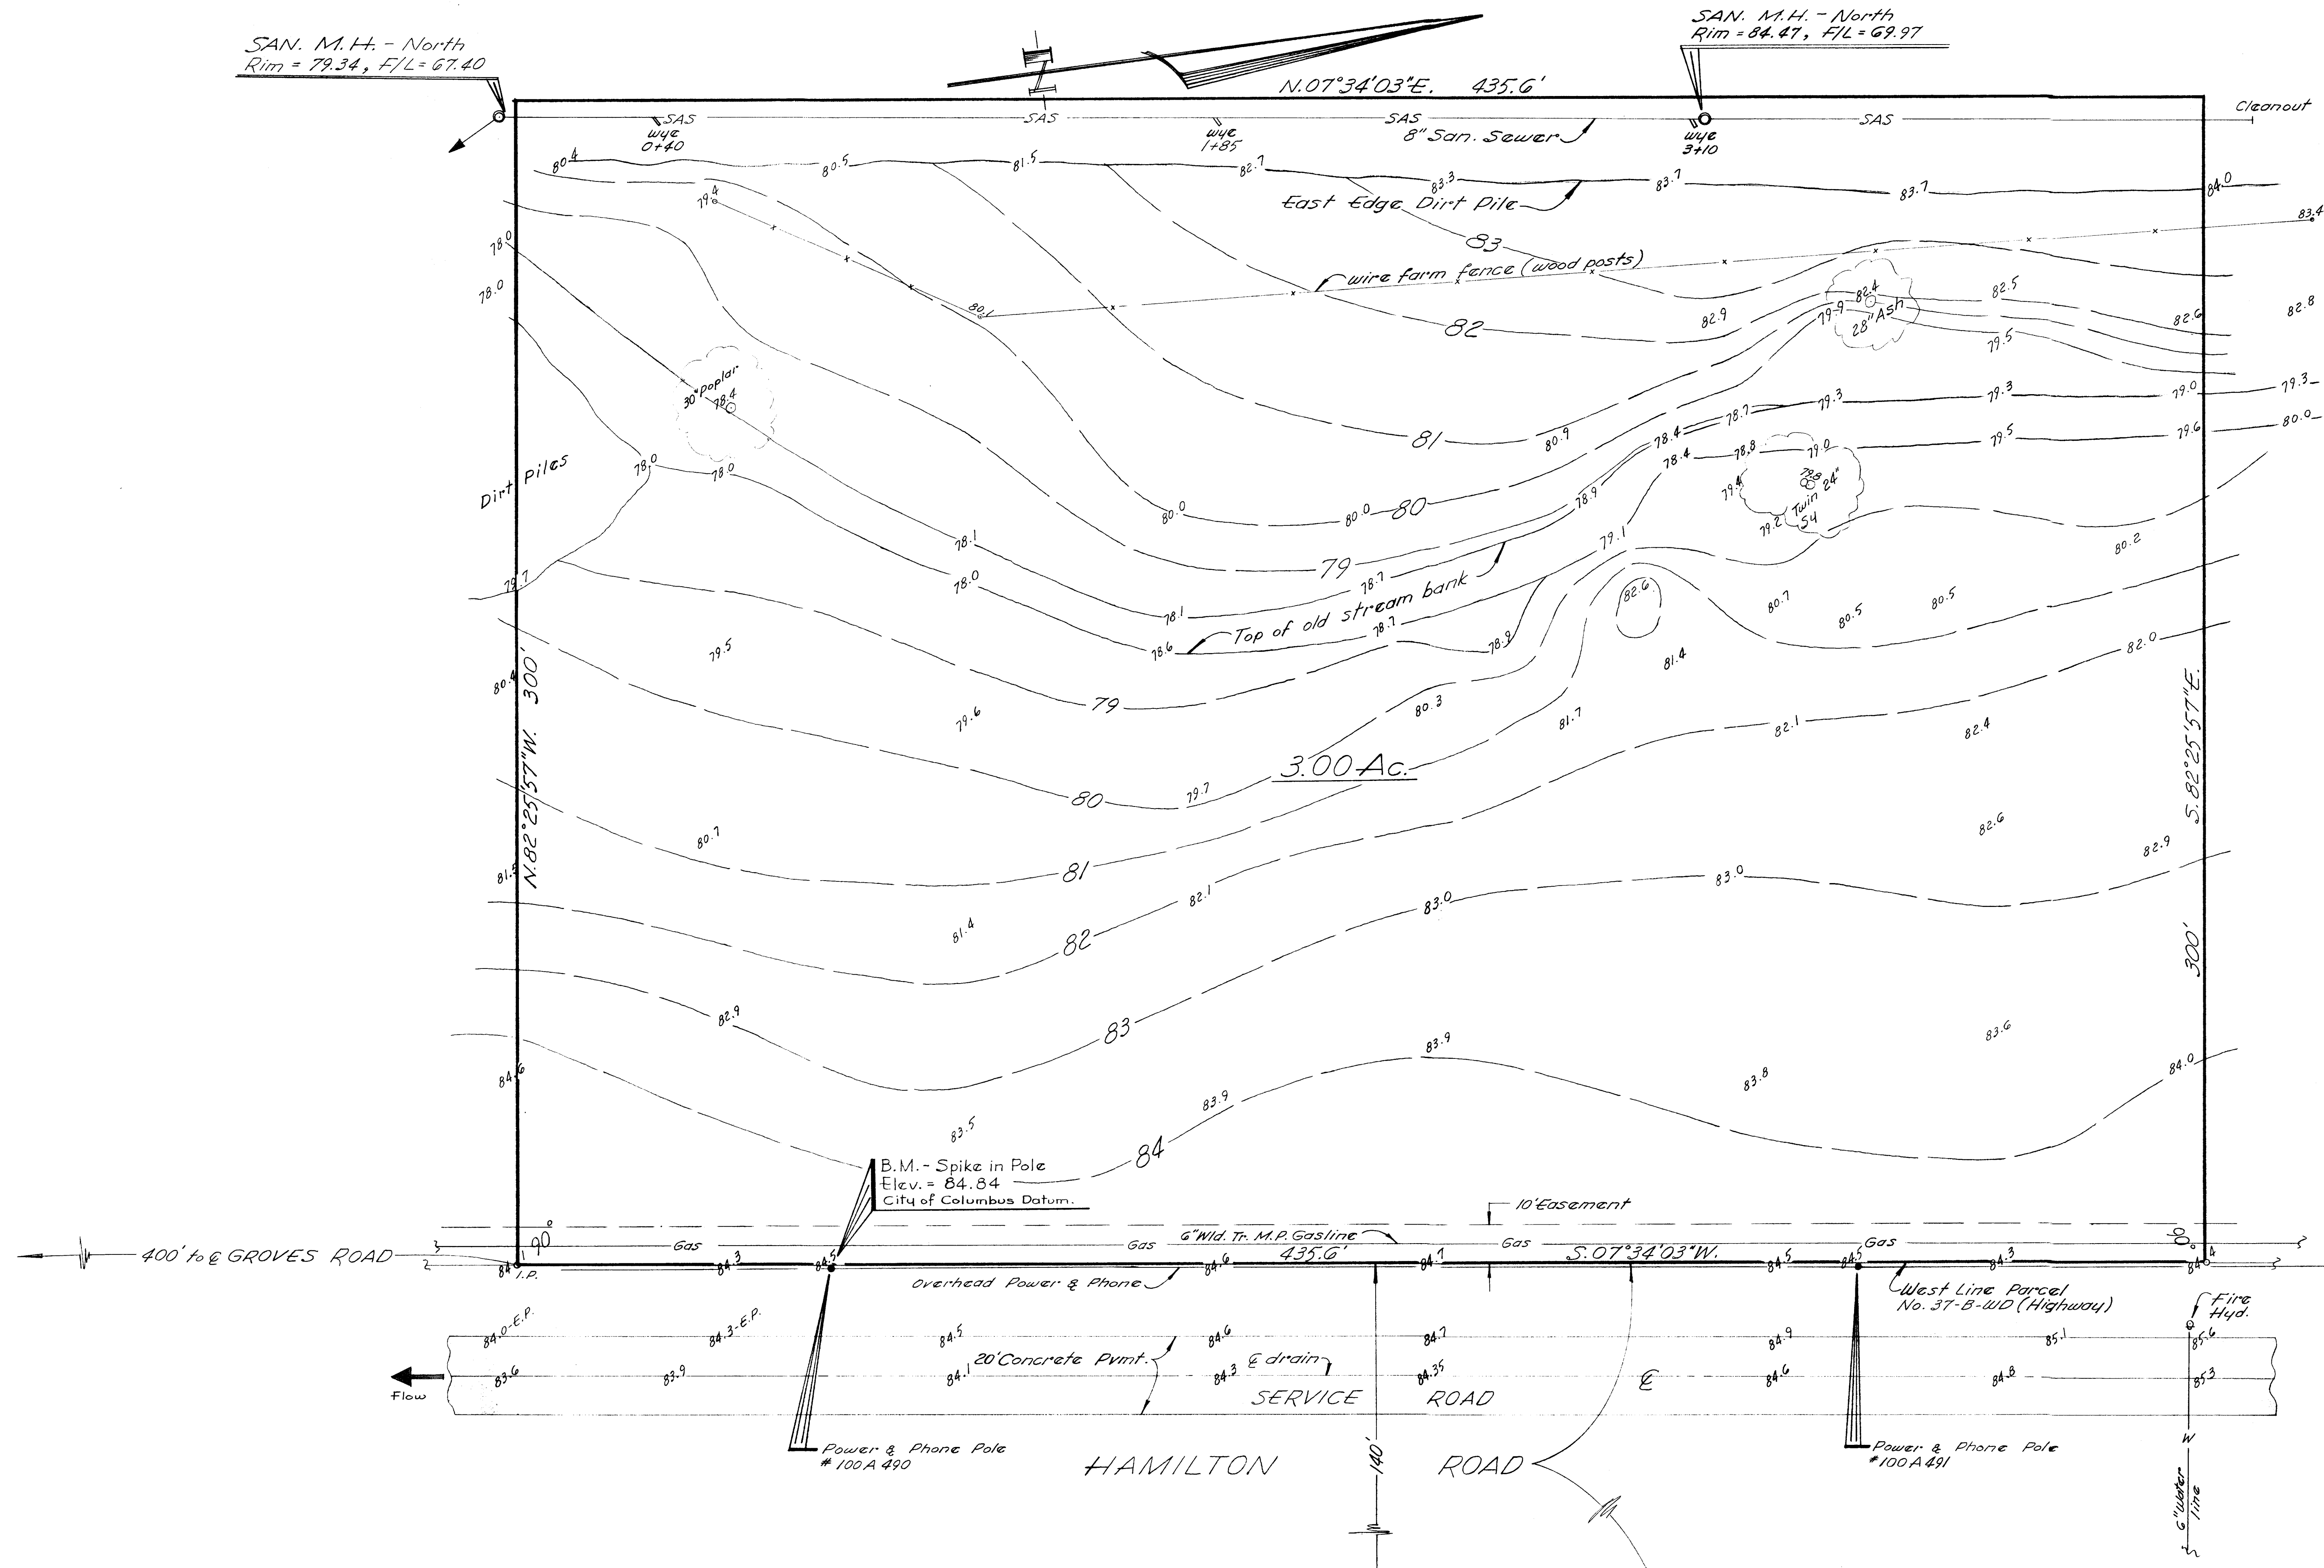 SAN. M.H. - North
Rim = 79.34, F/L = 67.40
SAN. M.H. - North
Rim = 84.47, F/L = 69.97
N
N.07°34'03"E. 435.6'
Cleanout
SAS
SAS
SAS
SAS
wye
0+40
wye
1+85
8" San. Sewer
wye
3+10
80.4
80.5
81.5
82.7
83.3
83.7
83.7
84.0
East Edge Dirt Pile
79.4
79.4
83.4
78.0
83
wire farm fence (wood posts)
78.0
80.1
82
82.9
82.4
79.9
28" Ash
82.5
82.6
82.8
79.5
30" Poplar
78.4
81
80.9
78.4
78.7
79.3
79.3
79.0
79.3
78.4
78.8
79.0
79.5
79.6
80.0
Dirt Piles
78.0
78.0
80.0
80.0
80
78.9
79.4
78.8
24"
Twin
Sy
79.2
78.1
79.1
80.2
79
79.7
78.0
78.7
78.1
Top of old stream bank
78.6
78.7
78.9
82.6
80.7
80.5
80.5
79.5
81.4
82.0
80.4
N.82°25'57"W. 300'
79.6
79
80.3
81.7
82.1
82.4
S.82°25'57"E. 300'
3.00 Ac.
80
79.7
80.7
82.6
82.9
81.5
81
82.1
83.0
83.0
81.4
82
82.9
83
83.9
83.6
84.6
83.9
83.8
84.0
83.5
84
B.M. - Spike in Pole
Elev. = 84.84
City of Columbus Datum.
10' Easement
90°
90°
6" Wld. Tr. M.P. Gasline
Gas
Gas
Gas
Gas
400' to ℄ GROVES ROAD
435.6'
S.07°34'03"W.
84
I.P.
84.3
84.5
84.6
84.7
84.5
84.5
84.3
84.4
Overhead Power & Phone
West Line Parcel
No. 37-B-WD (Highway)
Fire
Hyd.
84.0-E.P.
84.3-E.P.
84.5
84.6
84.7
84.9
85.1
85.6
20' Concrete Pvmt.
℄ drain
83.6
83.9
84.1
84.3
84.35
℄
84.6
84.8
85.3
Flow
SERVICE ROAD
Power & Phone Pole
# 100 A 490
HAMILTON ROAD
140'
Power & Phone Pole
# 100 A 491
W
6" Water
line